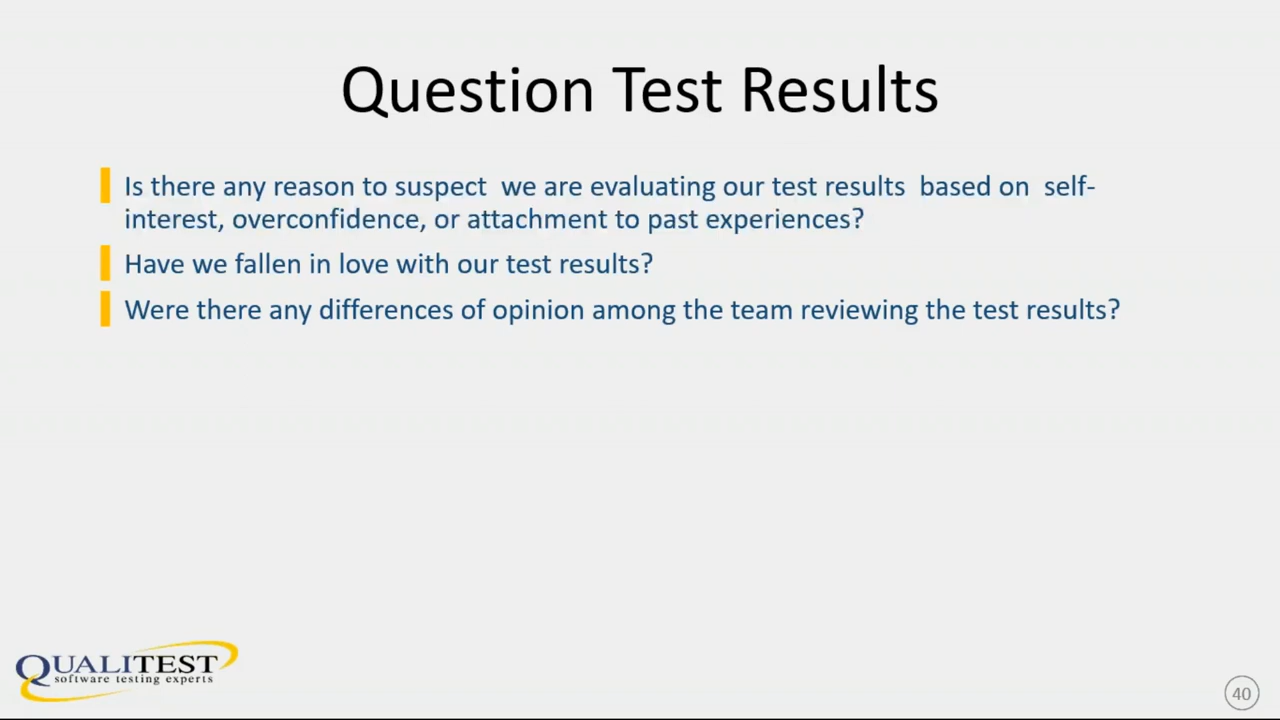 Question Test Results
Is there any reason to suspect  we are evaluating our test results  based on  self-
interest, overconfidence, or attachment to past experiences?
Have we fallen in love with our test results?
Were there any differences of opinion among the team reviewing the test results?
QUALITEST
software testing experts
40